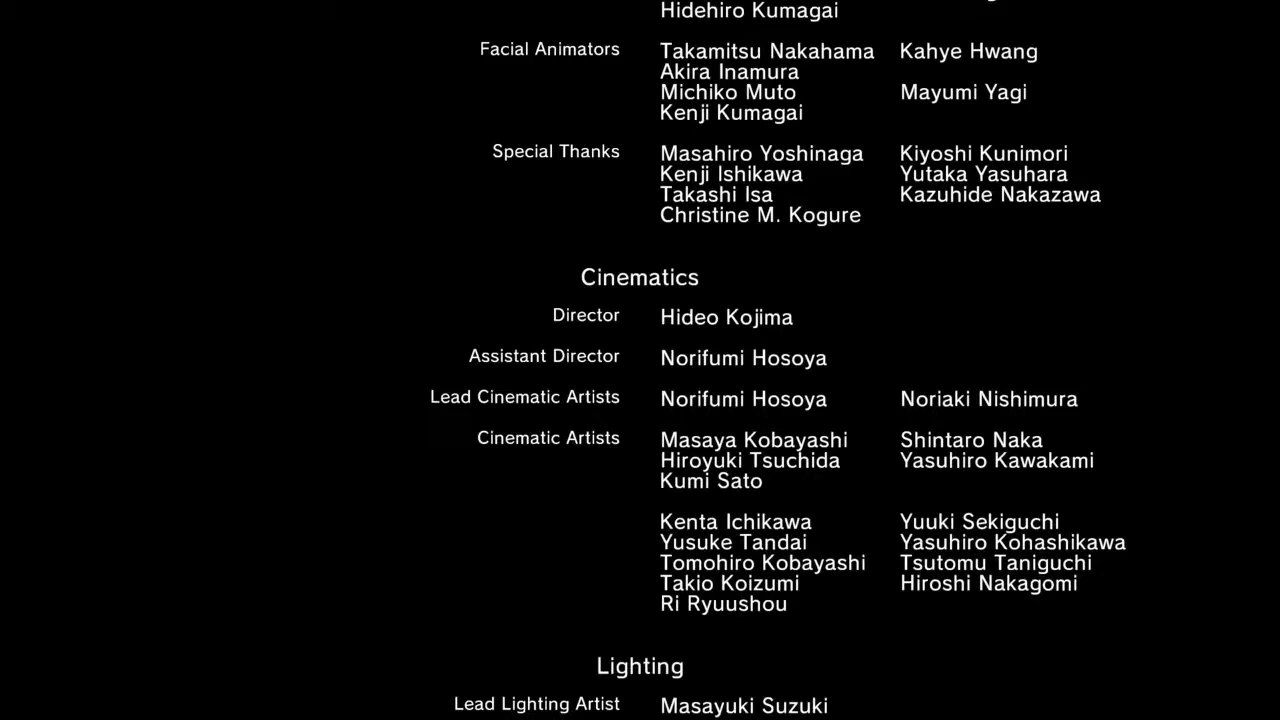 Hidehiro Kumagai
Facial Animators Takamitsu Nakahama Kahye Hwang
Akira Inamura
Michiko Muto Mayumi Yagi
Kenji Kumagai
Special Thanks Masahiro Yoshinaga Kiyoshi Kunimori
Kenji Ishikawa Yutaka Yasuhara
Takashi Isa Kazuhide Nakazawa
Christine M. Kogure
Cinematics
Director Hideo Kojima
Assistant Director Norifumi Hosoya
Lead Cinematic Artists Norifumi Hosoya Noriaki Nishimura
Cinematic Artists Masaya Kobayashi Shintaro Naka
Hiroyuki Tsuchida Yasuhiro Kawakami
Kumi Sato
Kenta Ichikawa Yuuki Sekiguchi
Yusuke Tandai Yasuhiro Kohashikawa
Tomohiro Kobayashi Tsutomu Taniguchi
Takio Koizumi Hiroshi Nakagomi
Ri Ryuushou
Lighting
Lead Lighting Artist Masayuki Suzuki